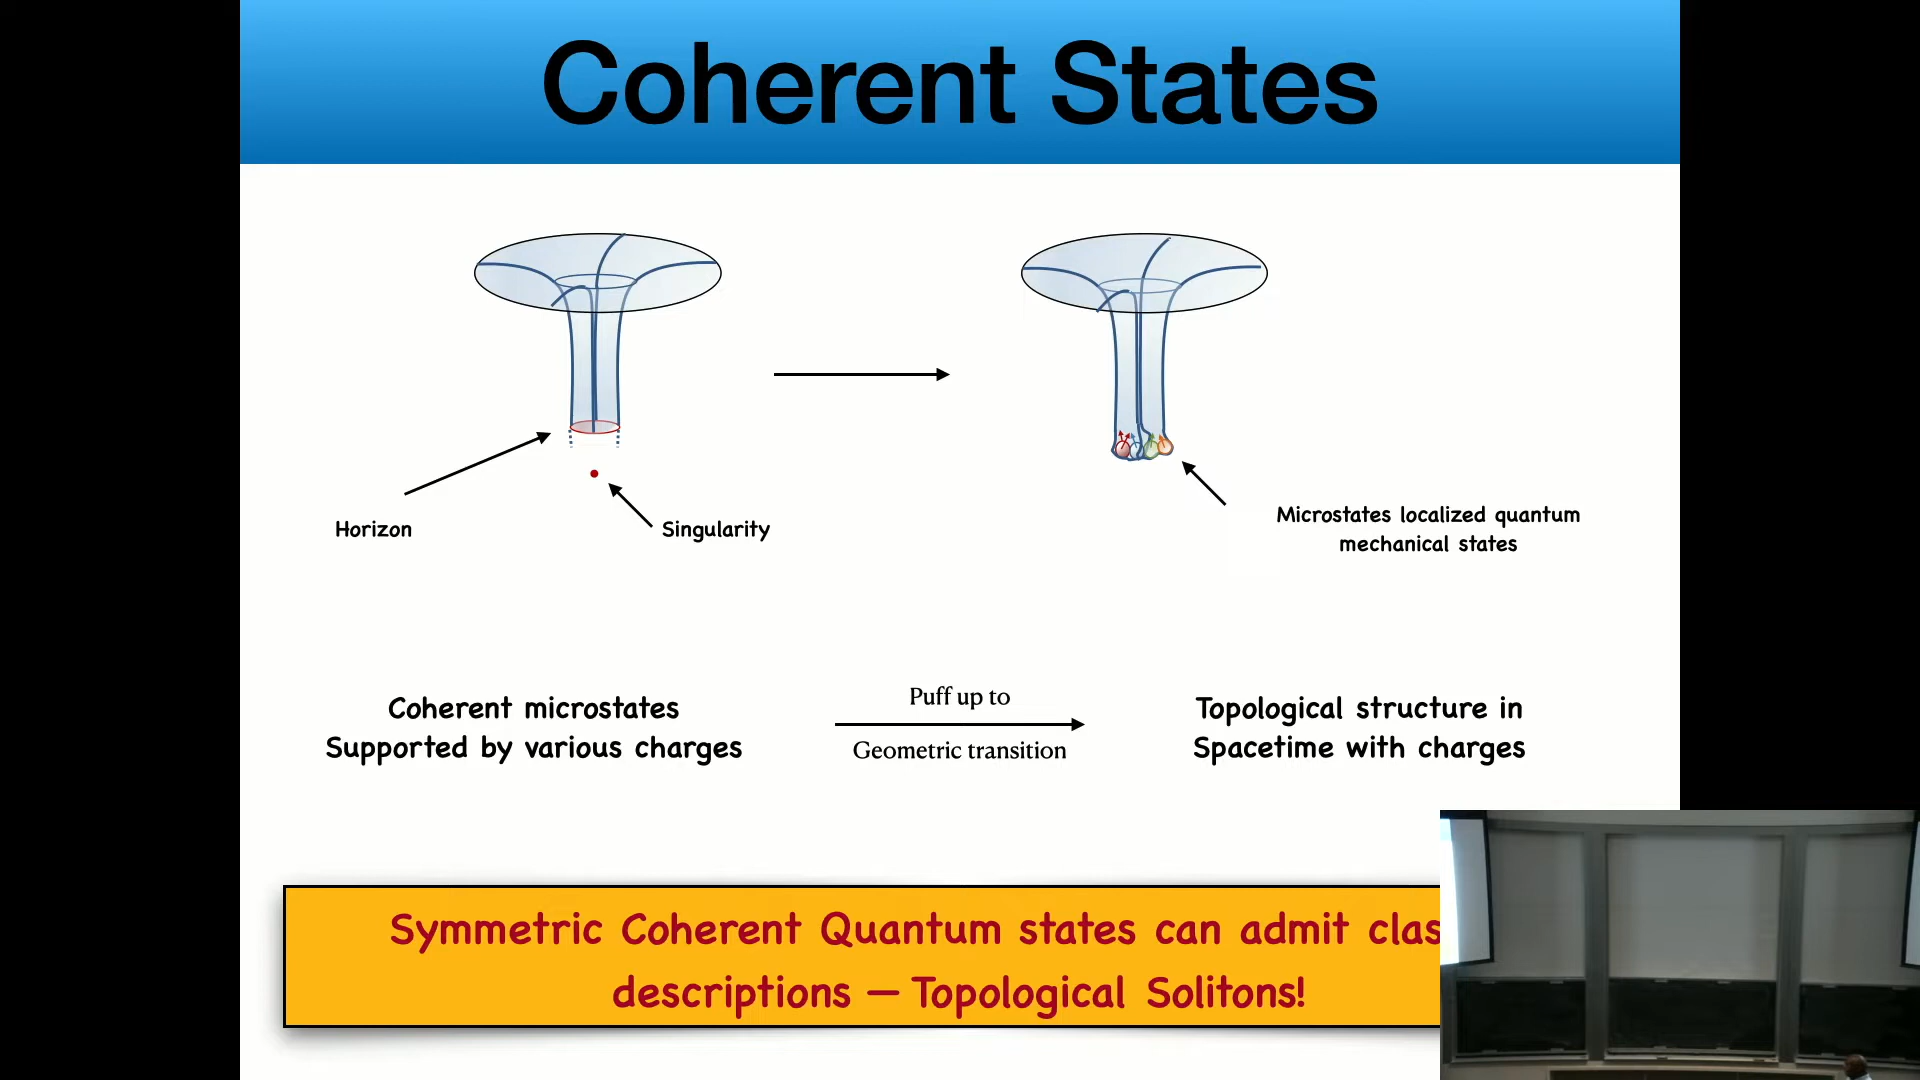 Coherent States
Horizon
Singularity
Microstates localized quantum
mechanical states
Coherent microstates
Supported by various charges
Puff up to
Geometric transition
Topological structure in
Spacetime with charges
Symmetric Coherent Quantum states can admit
descriptions — Topological Solitons!